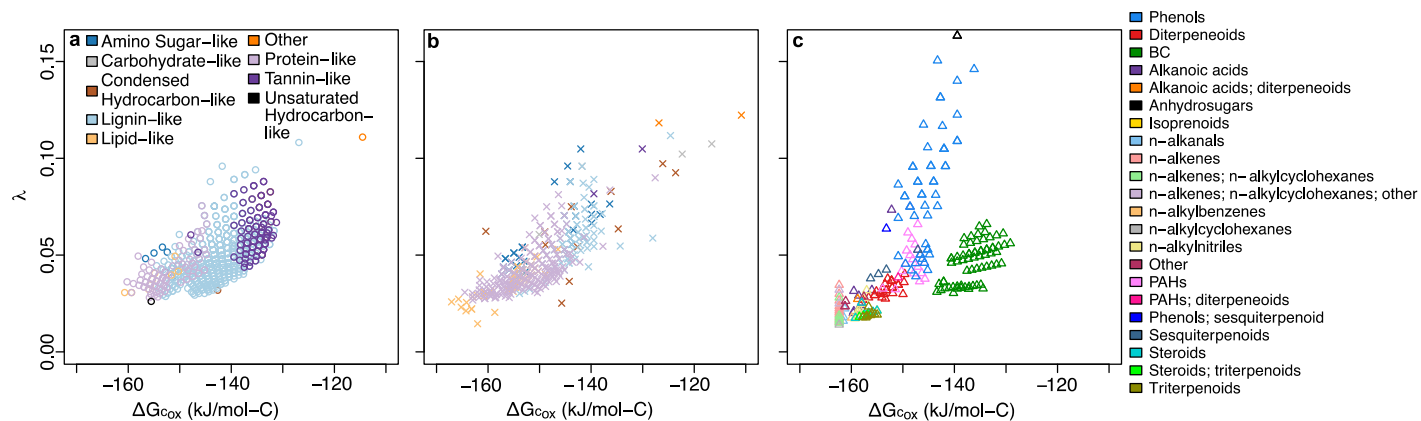 a
Amino Sugar−like
Carbohydrate−like
Condensed
Hydrocarbon−like
Lignin−like
Lipid−like
Other
Protein−like
Tannin−like
Unsaturated
Hydrocarbon−
like
λ
0.00
0.05
0.10
0.15
−160
−140
−120
ΔGcox (kJ/mol−C)
b
−160
−140
−120
ΔGcox (kJ/mol−C)
c
−160
−140
−120
ΔGcox (kJ/mol−C)
Phenols
Diterpeneoids
BC
Alkanoic acids
Alkanoic acids; diterpeneoids
Anhydrosugars
Isoprenoids
n−alkanals
n−alkenes
n−alkenes; n−alkylcyclohexanes
n−alkenes; n−alkylcyclohexanes; other
n−alkylbenzenes
n−alkylcyclohexanes
n−alkylnitriles
Other
PAHs
PAHs; diterpeneoids
Phenols; sesquiterpenoid
Sesquiterpenoids
Steroids
Steroids; triterpenoids
Triterpenoids